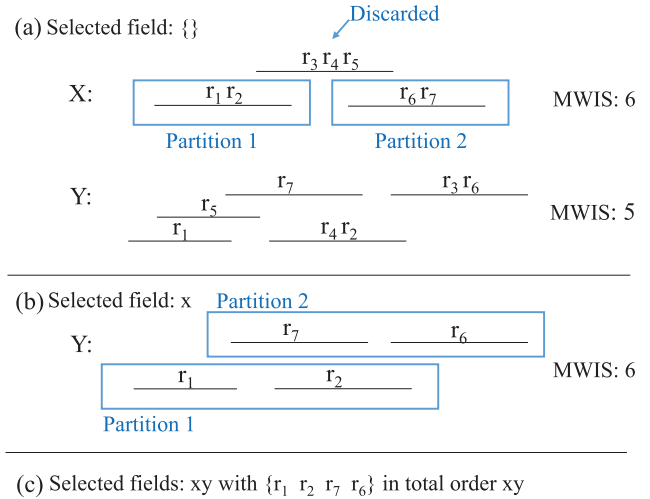 (a) Selected field: {}
Discarded
r₃ r₄ r₅
X:
r₁ r₂
r₆ r₇
MWIS: 6
Partition 1
Partition 2
Y:
r₇
r₃ r₆
r₅
MWIS: 5
r₁
r₄ r₂
(b) Selected field: x
Partition 2
Y:
r₇
r₆
MWIS: 6
r₁
r₂
Partition 1
(c) Selected fields: xy with {r₁ r₂ r₇ r₆} in total order xy